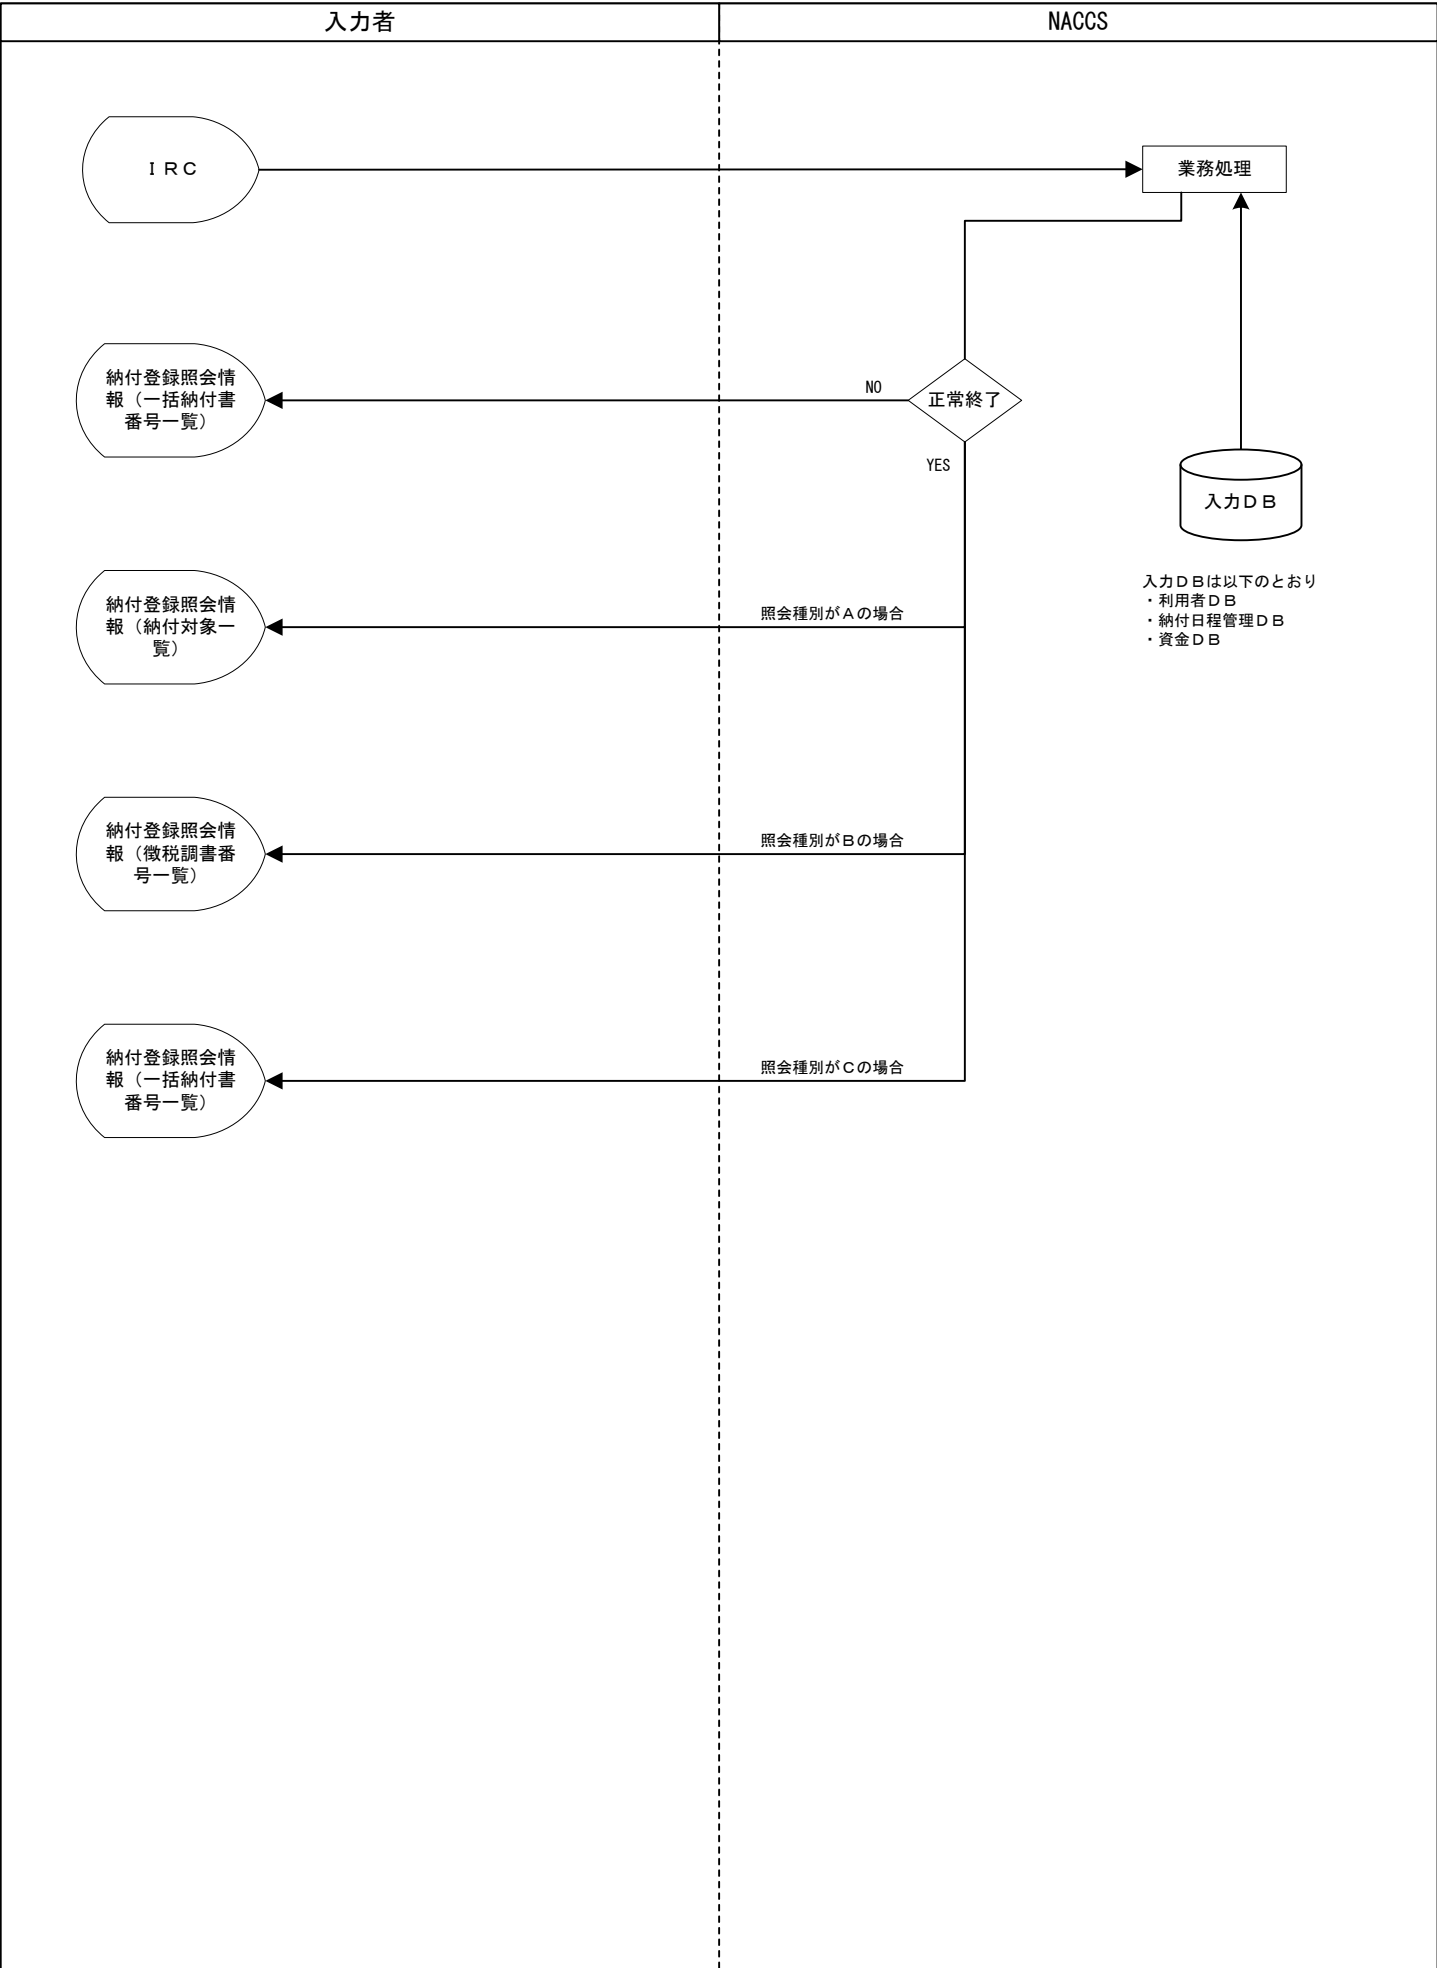 入力者
NACCS
ＩＲＣ
業務処理
納付登録照会情
報（一括納付書
番号一覧）
NO
正常終了
YES
入力ＤＢ
入力ＤＢは以下のとおり
・利用者ＤＢ
・納付日程管理ＤＢ
・資金ＤＢ
納付登録照会情
報（納付対象一
覧）
照会種別がＡの場合
納付登録照会情
報（徴税調書番
号一覧）
照会種別がＢの場合
納付登録照会情
報（一括納付書
番号一覧）
照会種別がＣの場合